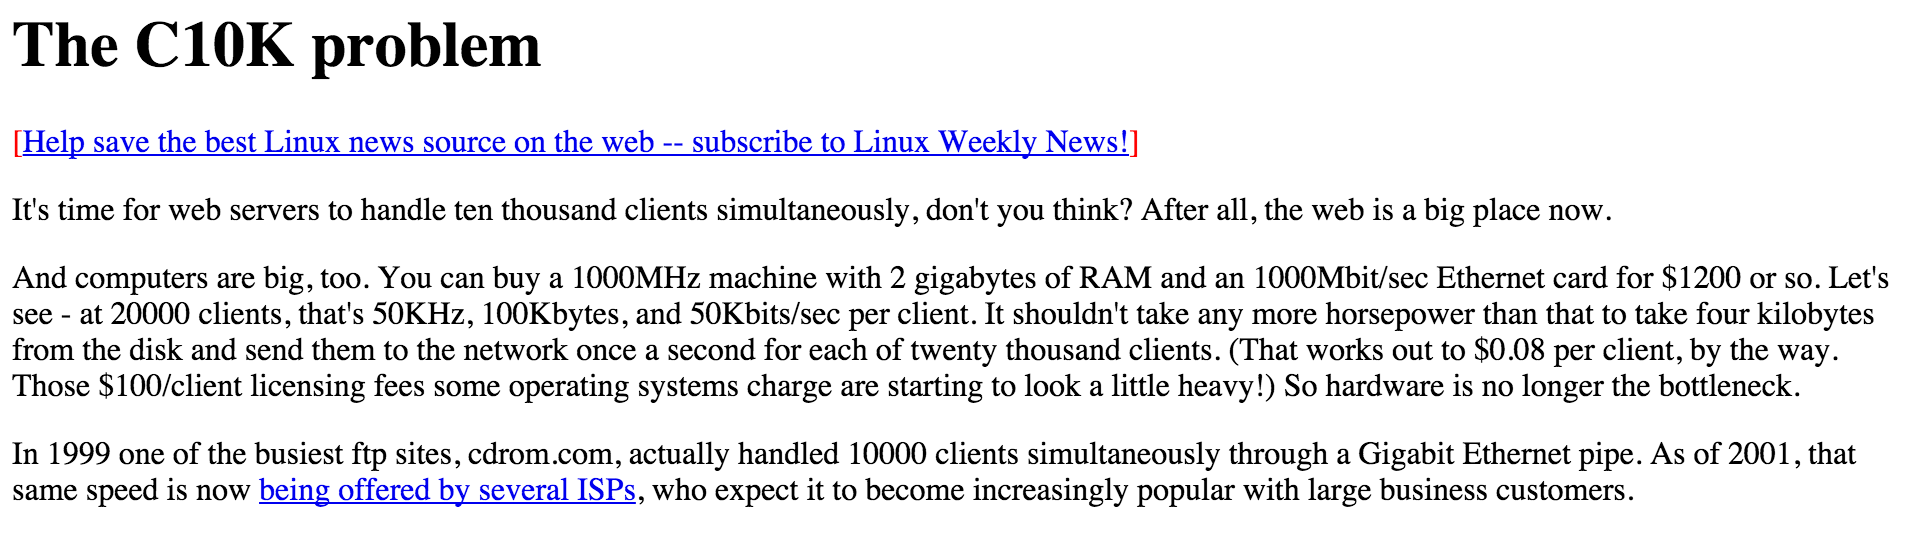 The C10K problem
[Help save the best Linux news source on the web -- subscribe to Linux Weekly News!]
It's time for web servers to handle ten thousand clients simultaneously, don't you think? After all, the web is a big place now.
And computers are big, too. You can buy a 1000MHz machine with 2 gigabytes of RAM and an 1000Mbit/sec Ethernet card for $1200 or so. Let's
see - at 20000 clients, that's 50KHz, 100Kbytes, and 50Kbits/sec per client. It shouldn't take any more horsepower than that to take four kilobytes
from the disk and send them to the network once a second for each of twenty thousand clients. (That works out to $0.08 per client, by the way.
Those $100/client licensing fees some operating systems charge are starting to look a little heavy!) So hardware is no longer the bottleneck.
In 1999 one of the busiest ftp sites, cdrom.com, actually handled 10000 clients simultaneously through a Gigabit Ethernet pipe. As of 2001, that
same speed is now being offered by several ISPs, who expect it to become increasingly popular with large business customers.